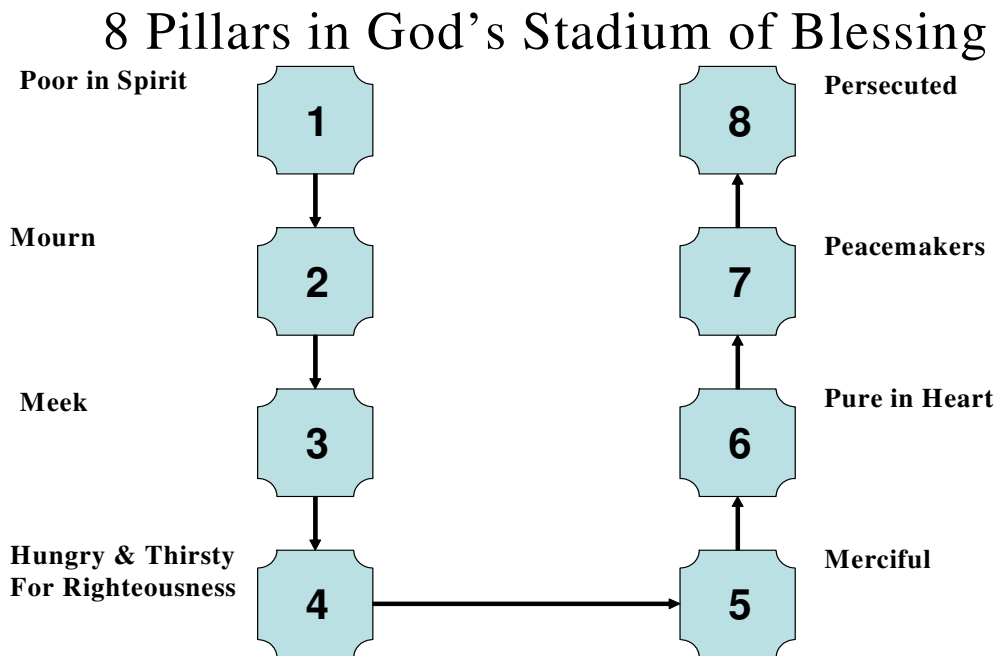 8 Pillars in God's Stadium of Blessing
Poor in Spirit
1
Mourn
2
Meek
3
Hungry & Thirsty
For Righteousness
4
Merciful
5
Pure in Heart
6
Peacemakers
7
Persecuted
8